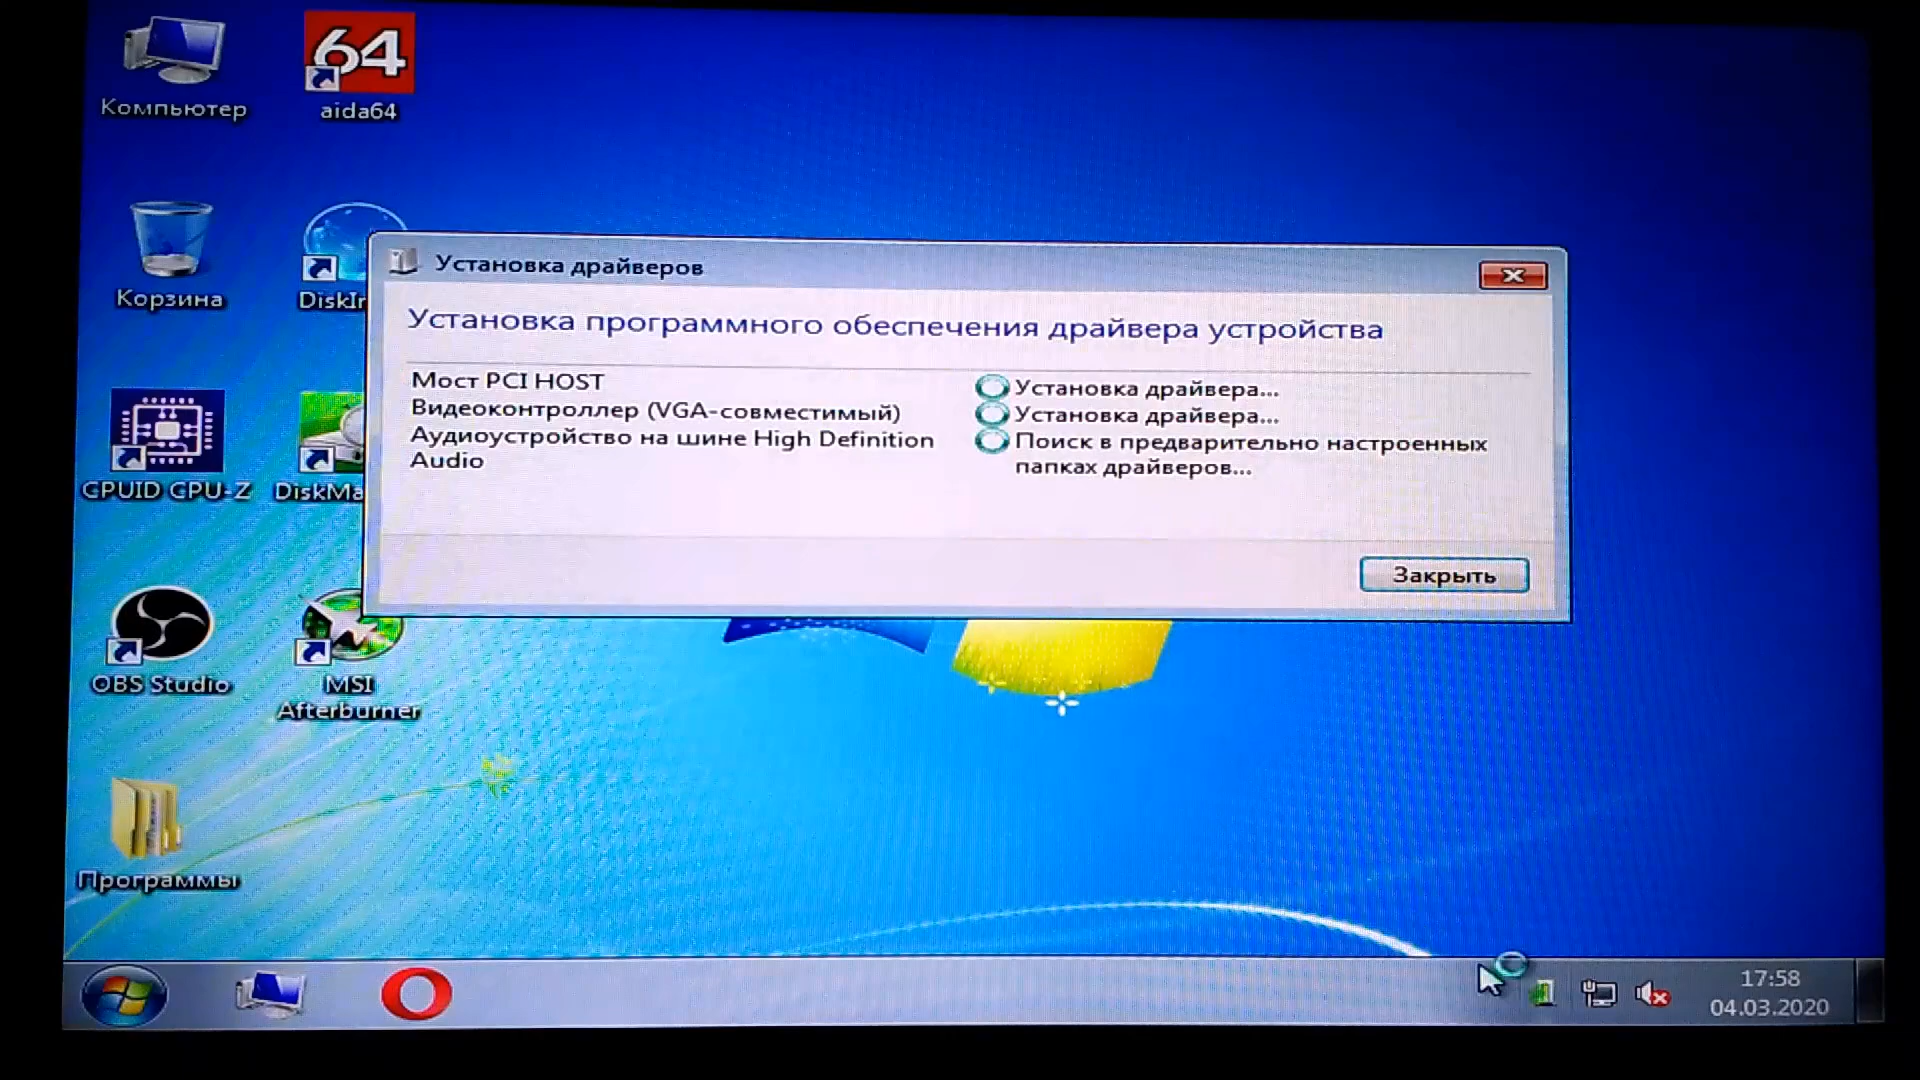 64
Компьютер
aida64
Корзина
DiskIn
Установка драйверов
Установка программного обеспечения драйвера устройства
Мост PCI HOST
Установка драйвера...
Видеоконтроллер (VGA-совместимый)
Установка драйвера...
Аудиоустройство на шине High Definition
Audio
Поиск в предварительно настроенных
папках драйверов...
CPUID CPU-Z
DiskMa
Закрыть
OBS Studio
MSI
Afterburner
Программы
17:58
04.03.2020